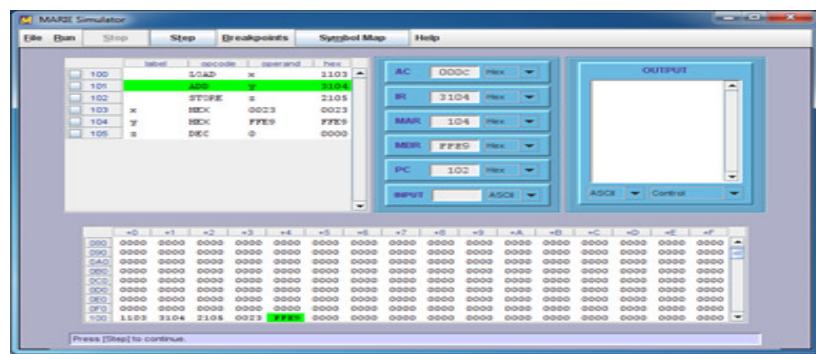 MARIE Simulator
File Run Stop Step Breakpoints Symbol Map Help
label opcode operand hex
100 LOAD x 1103
101 ADD y 3104
102 STORE z 2105
103 x HEX 0023 0023
104 y HEX FFE9 FFE9
105 z DEC 0 0000
AC 000C Hex
IR 3104 Hex
MAR 104 Hex
MDR FFE9 Hex
PC 102 Hex
INPUT ASCII
OUTPUT
ASCII Control
+0 +1 +2 +3 +4 +5 +6 +7 +8 +9 +A +B +C +D +E +F
080 0000 0000 0000 0000 0000 0000 0000 0000 0000 0000 0000 0000 0000 0000 0000 0000
090 0000 0000 0000 0000 0000 0000 0000 0000 0000 0000 0000 0000 0000 0000 0000 0000
0A0 0000 0000 0000 0000 0000 0000 0000 0000 0000 0000 0000 0000 0000 0000 0000 0000
0B0 0000 0000 0000 0000 0000 0000 0000 0000 0000 0000 0000 0000 0000 0000 0000 0000
0C0 0000 0000 0000 0000 0000 0000 0000 0000 0000 0000 0000 0000 0000 0000 0000 0000
0D0 0000 0000 0000 0000 0000 0000 0000 0000 0000 0000 0000 0000 0000 0000 0000 0000
0E0 0000 0000 0000 0000 0000 0000 0000 0000 0000 0000 0000 0000 0000 0000 0000 0000
0F0 0000 0000 0000 0000 0000 0000 0000 0000 0000 0000 0000 0000 0000 0000 0000 0000
100 1103 3104 2105 0023 FFE9 0000 0000 0000 0000 0000 0000 0000 0000 0000 0000 0000
Press [Step] to continue.